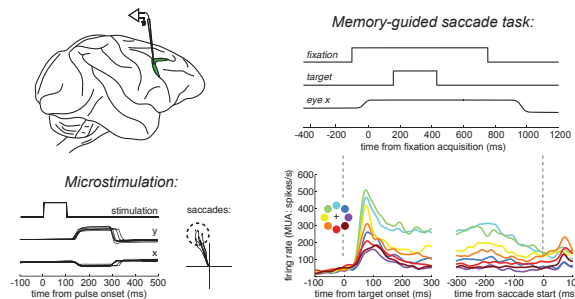 Memory-guided saccade task:
fixation
target
eye x
-400 -200 0 200 400 600 800 1000 1200
time from fixation acquisition (ms)
Microstimulation:
stimulation
y
x
saccades:
-100 0 100 200 300 400 500
time from pulse onset (ms)
firing rate (MUA: spikes/s)
600
500
400
300
200
100
0
+
-100 0 100 200 300
time from target onset (ms)
-300 -200 -100 0 10
time from saccade start (m